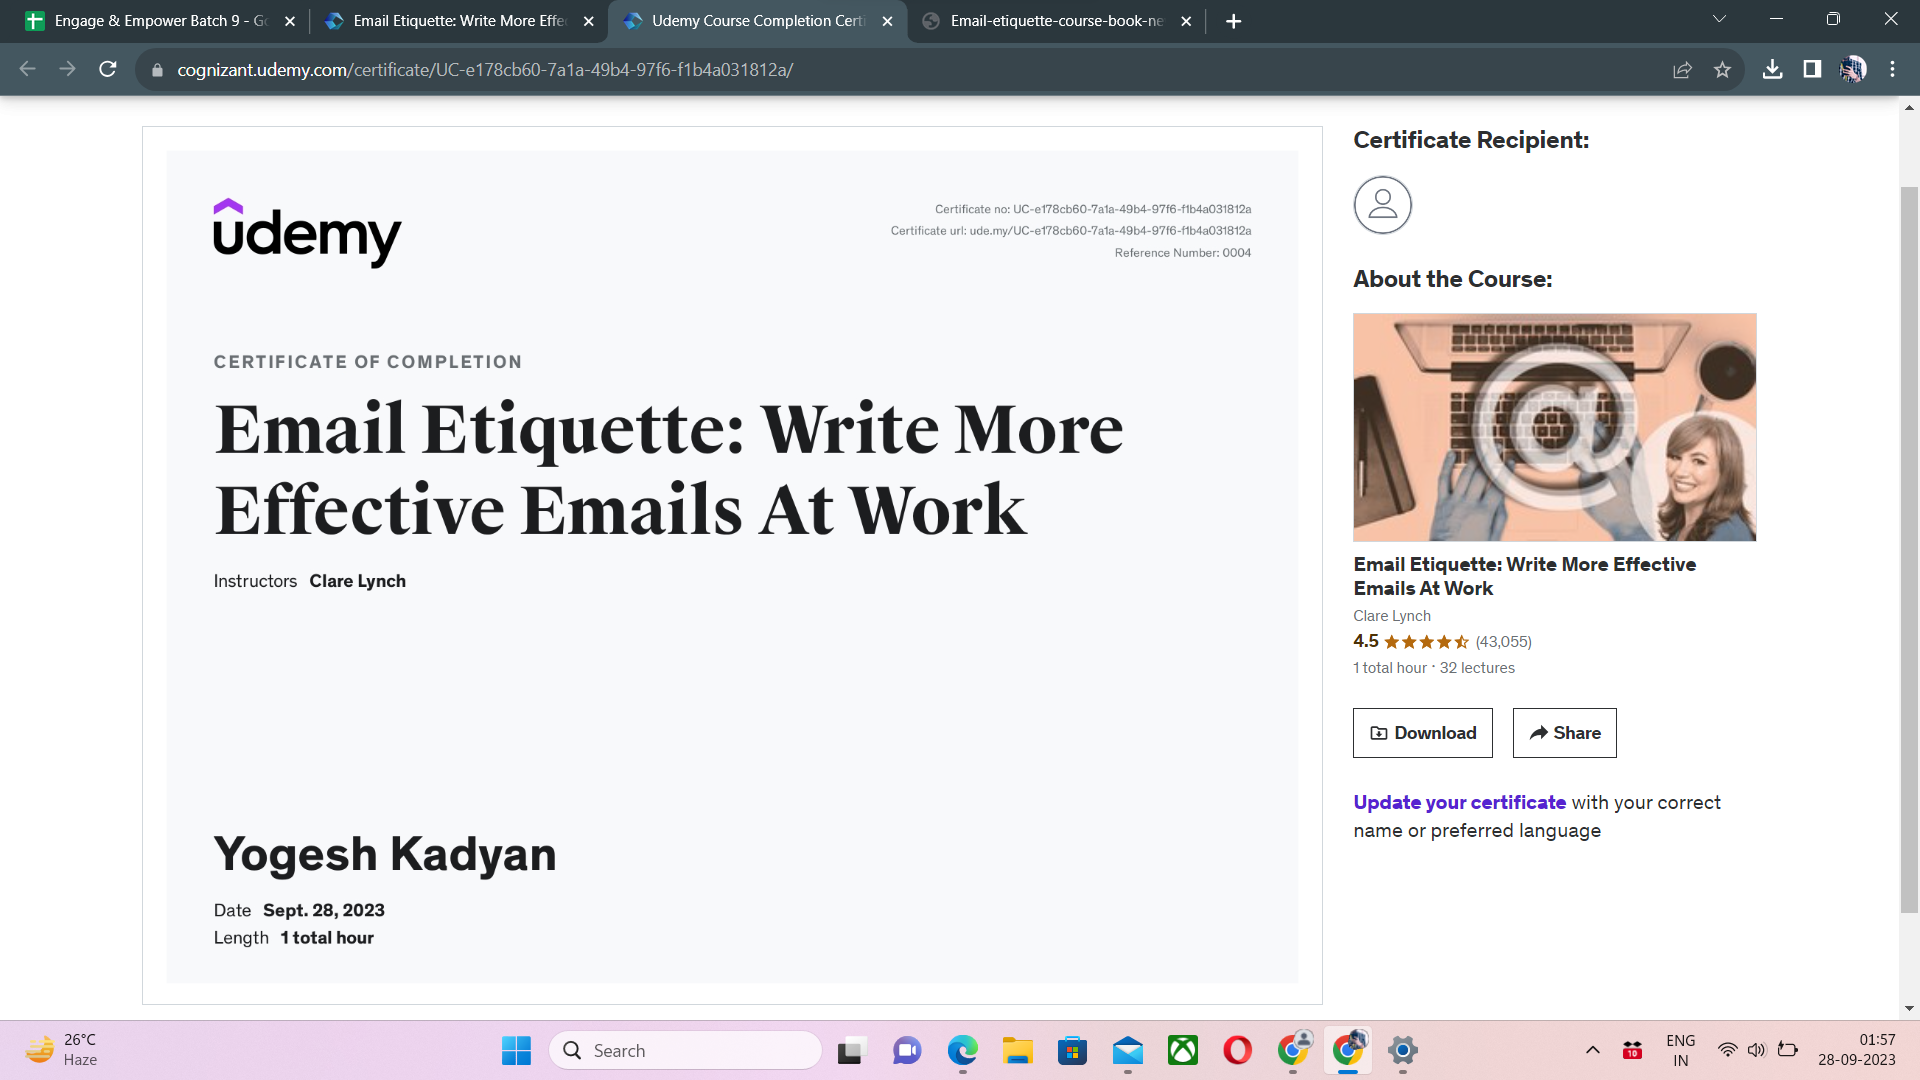 Engage & Empower Batch 9 - Go
Email Etiquette: Write More Effec
Udemy Course Completion Certi
Email-etiquette-course-book-ne
cognizant.udemy.com/certificate/UC-e178cb60-7a1a-49b4-97f6-f1b4a031812a/
udemy
Certificate no: UC-e178cb60-7a1a-49b4-97f6-f1b4a031812a
Certificate url: ude.my/UC-e178cb60-7a1a-49b4-97f6-f1b4a031812a
Reference Number: 0004
CERTIFICATE OF COMPLETION
Email Etiquette: Write More
Effective Emails At Work
Instructors Clare Lynch
Yogesh Kadyan
Date Sept. 28, 2023
Length 1 total hour
Certificate Recipient:
About the Course:
@
Email Etiquette: Write More Effective
Emails At Work
Clare Lynch
4.5 (43,055)
1 total hour · 32 lectures
Download
Share
Update your certificate with your correct
name or preferred language
26°C
Haze
Search
10
ENG
IN
01:57
28-09-2023